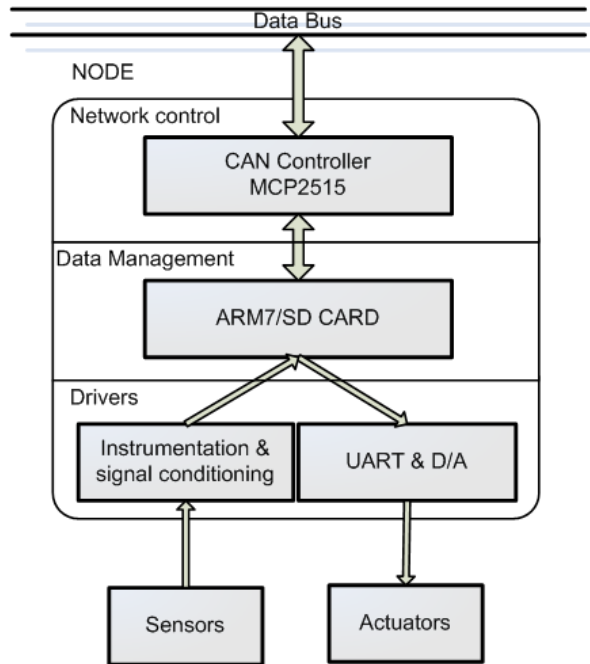 Data Bus
NODE
Network control
CAN Controller
MCP2515
Data Management
ARM7/SD CARD
Drivers
Instrumentation &
signal conditioning
UART & D/A
Sensors
Actuators